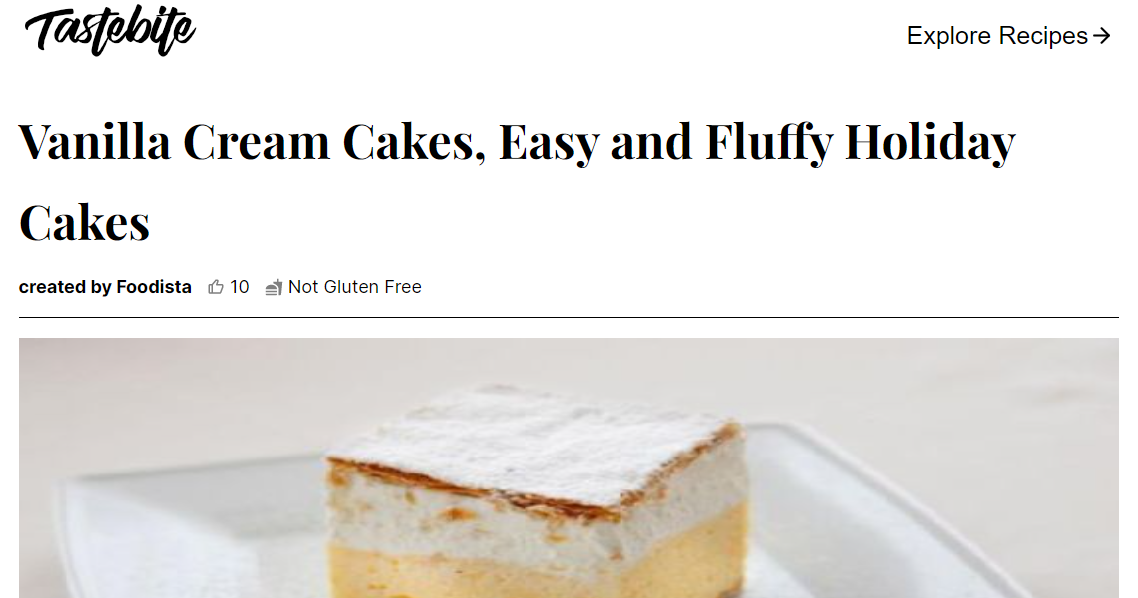 Tastebite
Explore Recipes
Vanilla Cream Cakes, Easy and Fluffy Holiday
Cakes
created by Foodista 10 Not Gluten Free